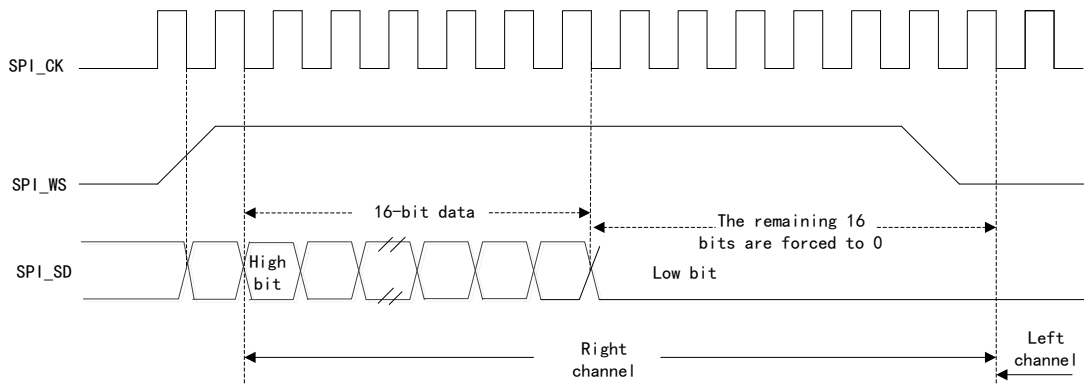 SPI_CK
SPI_WS
16-bit data
The remaining 16
bits are forced to 0
SPI_SD
High
bit
Low bit
Right
channel
Left
channel